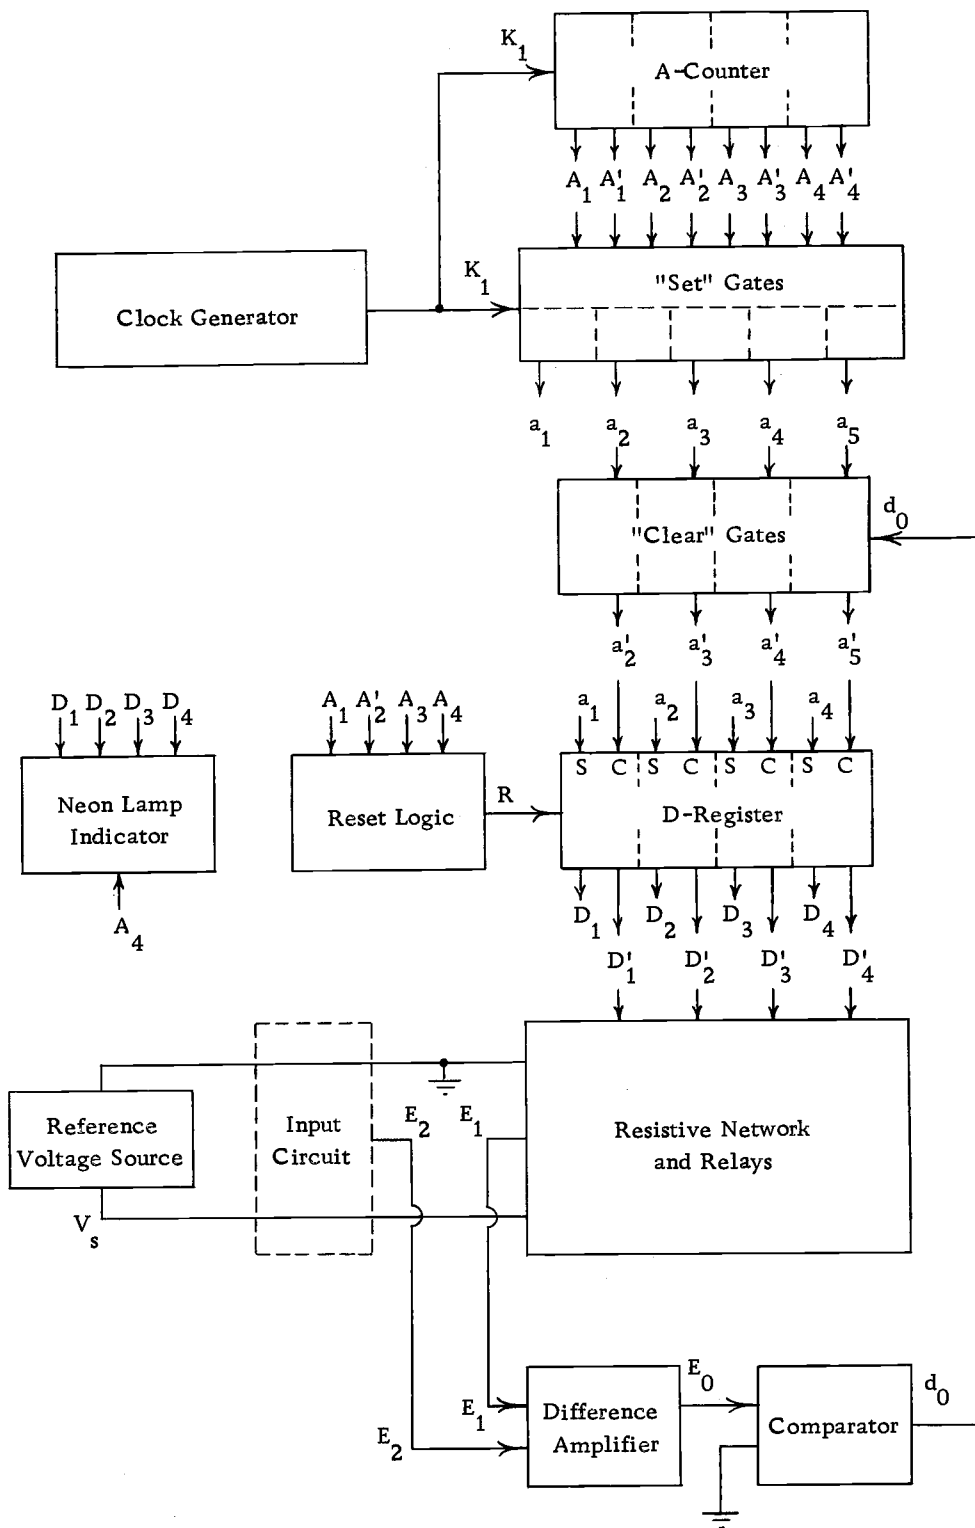 K₁
A-Counter
A₁ A'₁ A₂ A'₂ A₃ A'₃ A₄ A'₄
Clock Generator
K₁
"Set" Gates
a₁ a₂ a₃ a₄ a₅
"Clear" Gates
d₀
a'₂ a'₃ a'₄ a'₅
D₁ D₂ D₃ D₄
Neon Lamp
Indicator
A₄
A₁ A'₂ A₃ A₄
Reset Logic
R
a₁ a₂ a₃ a₄
S C S C S C S C
D-Register
D₁ D₂ D₃ D₄
D'₁ D'₂ D'₃ D'₄
Reference
Voltage Source
V_s
Input
Circuit
E₂ E₁
Resistive Network
and Relays
E₁
E₂
Difference
Amplifier
E₀
Comparator
d₀